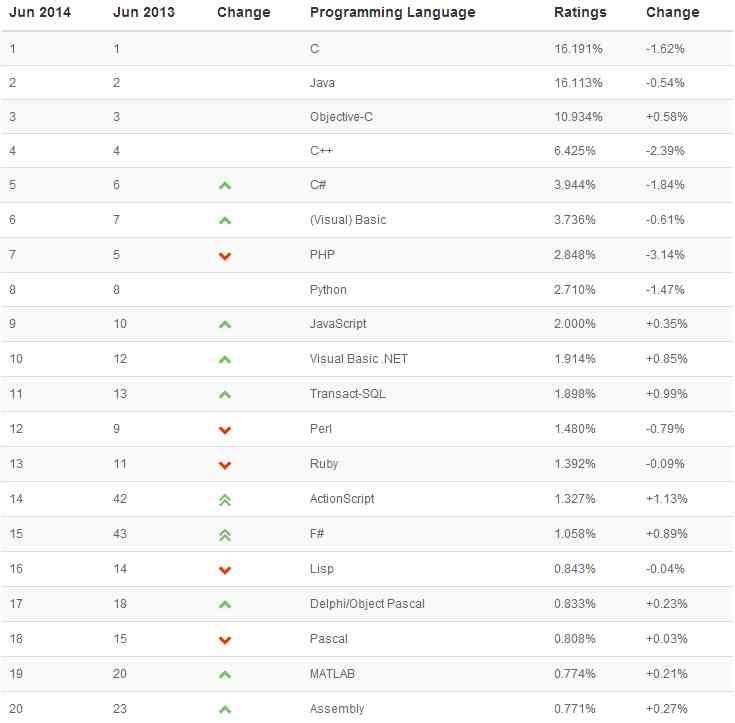 Jun 2014 Jun 2013 Change Programming Language Ratings Change
1 1 C 16.191% -1.62%
2 2 Java 16.113% -0.54%
3 3 Objective-C 10.934% +0.58%
4 4 C++ 6.425% -2.39%
5 6 C# 3.944% -1.84%
6 7 (Visual) Basic 3.736% -0.61%
7 5 PHP 2.848% -3.14%
8 8 Python 2.710% -1.47%
9 10 JavaScript 2.000% +0.35%
10 12 Visual Basic .NET 1.914% +0.85%
11 13 Transact-SQL 1.898% +0.99%
12 9 Perl 1.480% -0.79%
13 11 Ruby 1.392% -0.09%
14 42 ActionScript 1.327% +1.13%
15 43 F# 1.058% +0.89%
16 14 Lisp 0.843% -0.04%
17 18 Delphi/Object Pascal 0.833% +0.23%
18 15 Pascal 0.808% +0.03%
19 20 MATLAB 0.774% +0.21%
20 23 Assembly 0.771% +0.27%